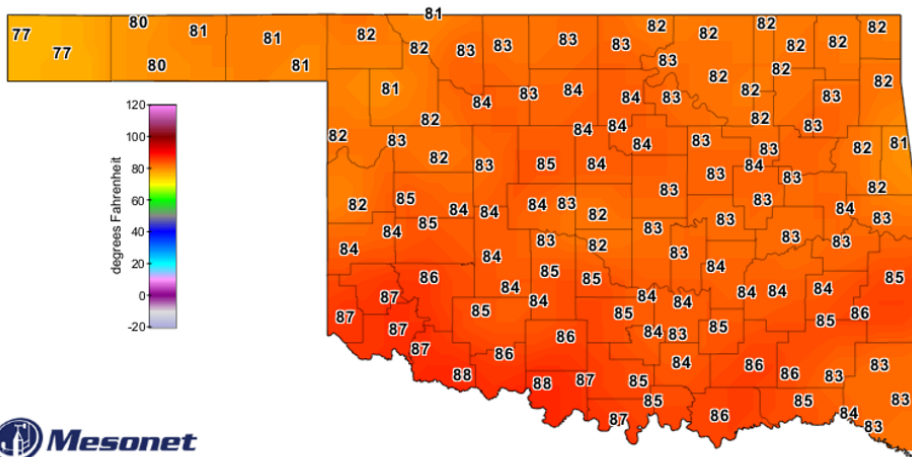 81
80 82 82 82
77 81 81 82 82 83 83 83 83 82 82 82
77 80 81 83 82 82 82
81 84 83 84 84 83 82 83
82 84 84 82 83
82 83 84 83 83 82 81
82 83 85 84 83 84 83
82 85 84 84 84 83 82 83 83 82 84 83
84 85 83 82 83 83 83 83
84 84 83 84
86 84 85 85 84 84 84 84 85
87 84 84 84
87 87 85 85 85 85 86
87 86 86 84 83 84 86 83
88 88 87 85 86 83
87 85 86 85 84 83 83
120
100
80
60
40
20
0
-20
degrees Fahrenheit
Mesonet